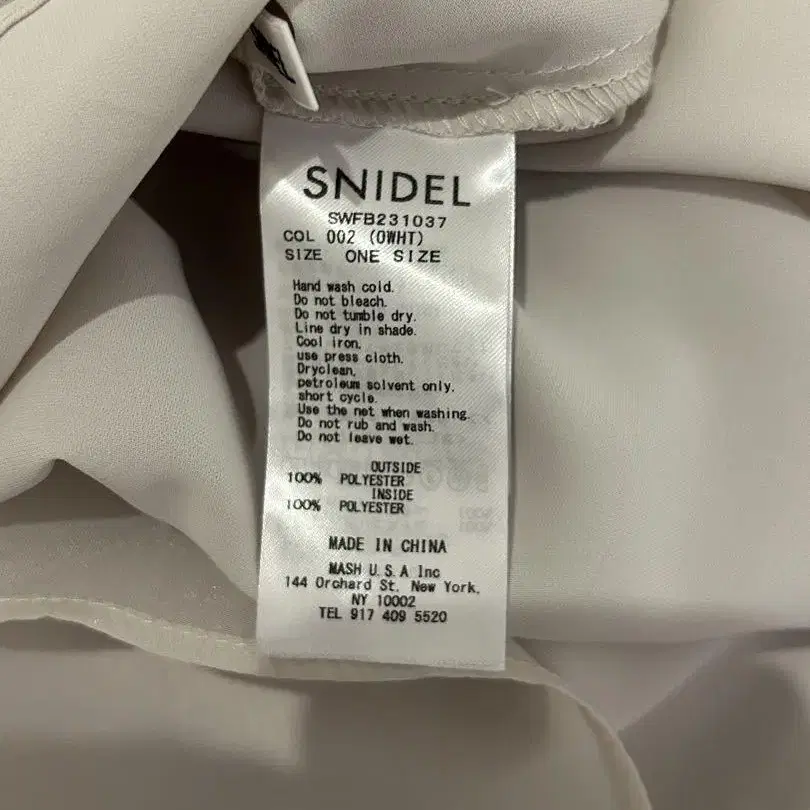 SNIDEL
SWFB231037
COL 002 (OWHT)
SIZE ONE SIZE
Hand wash cold.
Do not bleach.
Do not tumble dry.
Line dry in shade.
Cool iron.
use press cloth.
Dryclean,
petroleum solvent only.
short cycle.
Use the net when washing.
Do not rub and wash.
Do not leave wet.
OUTSIDE
100% POLYESTER
INSIDE
100% POLYESTER
MADE IN CHINA
MASH U.S.A Inc
144 Orchard St. New York,
NY 10002
TEL 917 409 5520